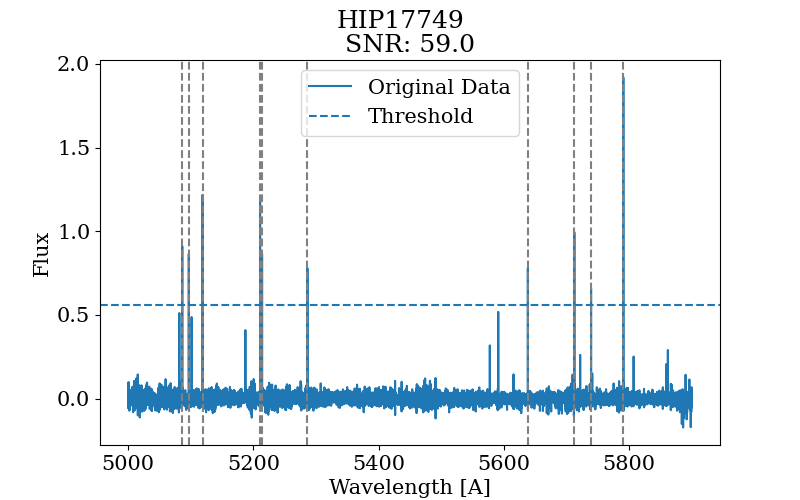 HIP17749
SNR: 59.0
Original Data
Threshold
Flux
2.0
1.5
1.0
0.5
0.0
5000 5200 5400 5600 5800
Wavelength [A]